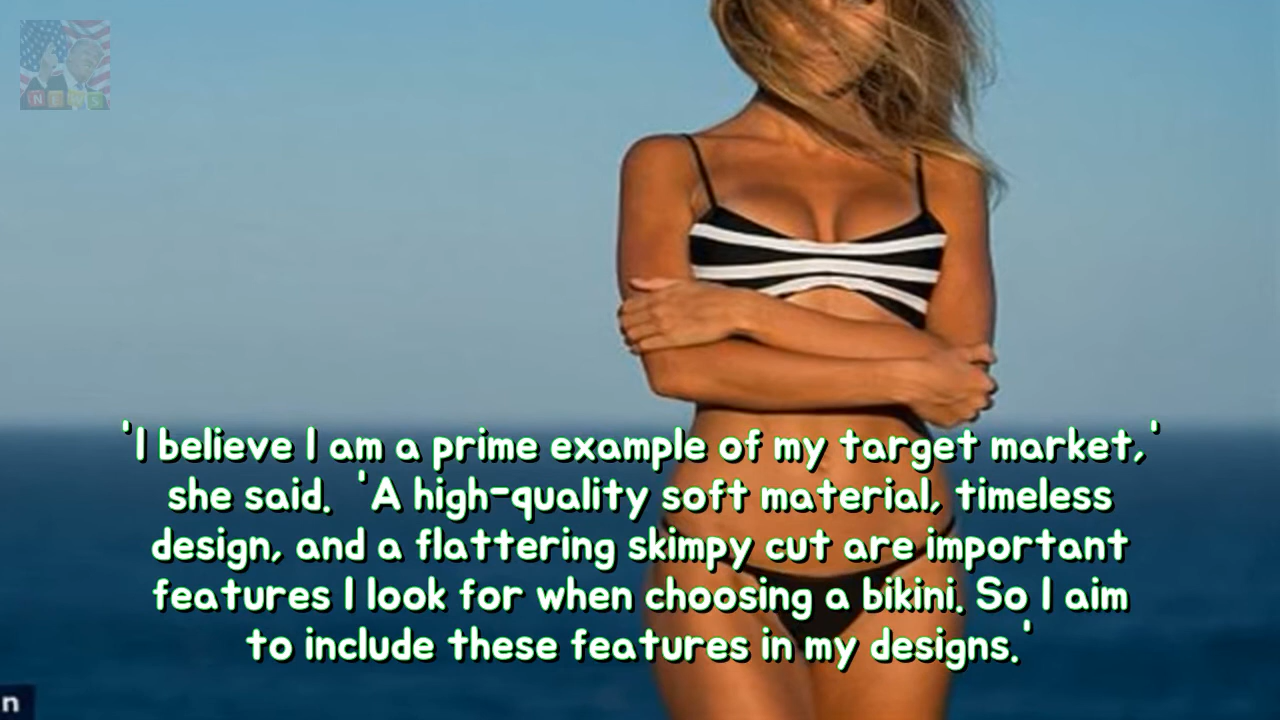 NEWS
'I believe I am a prime example of my target market,'
she said.  'A high-quality soft material, timeless
design, and a flattering skimpy cut are important
features I look for when choosing a bikini. So I aim
to include these features in my designs.'
n